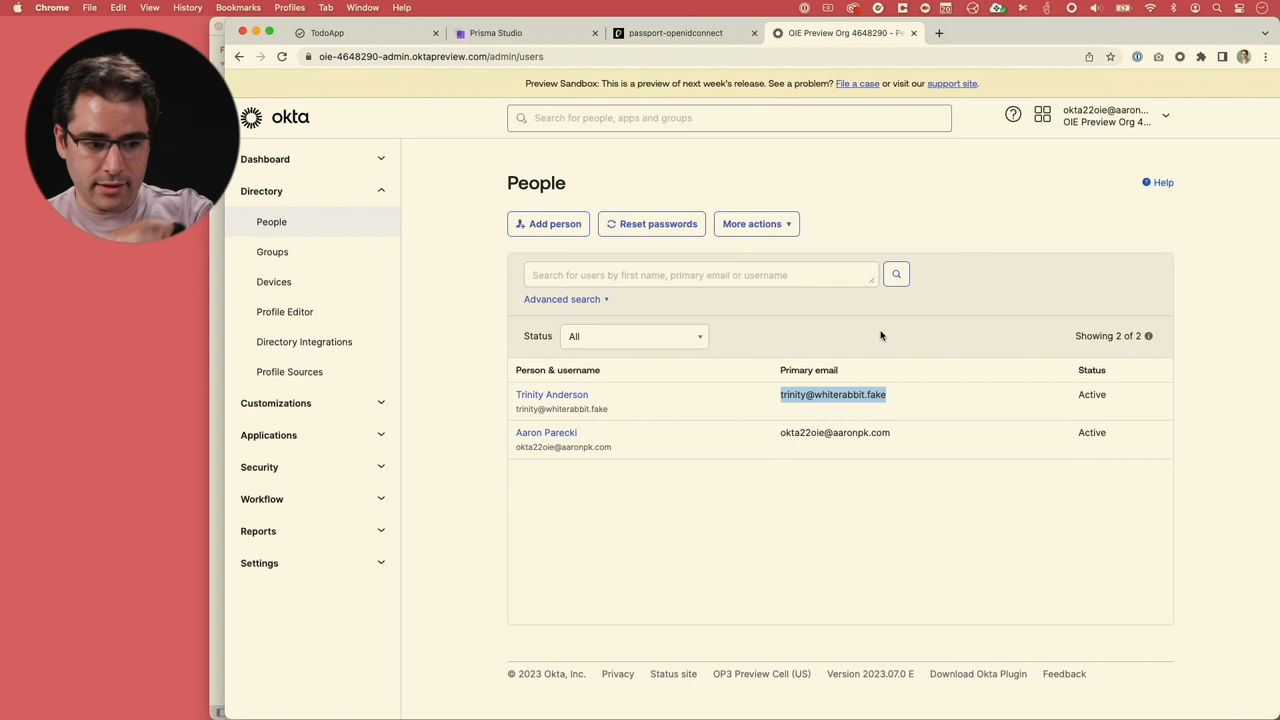 Chrome File Edit View History Bookmarks Profiles Tab Window Help
TodoApp
Prisma Studio
passport-openidconnect
OIE Preview Org 4648290 - Pe
oie-4648290-admin.oktapreview.com/admin/users
Preview Sandbox: This is a preview of next week's release. See a problem? File a case or visit our support site.
okta
Search for people, apps and groups
okta22oie@aaron...
OIE Preview Org 4...
Dashboard
Directory
People
Groups
Devices
Profile Editor
Directory Integrations
Profile Sources
Customizations
Applications
Security
Workflow
Reports
Settings
People
Help
Add person
Reset passwords
More actions
Search for users by first name, primary email or username
Advanced search
Status
All
Showing 2 of 2
Person & username Primary email Status
Trinity Anderson trinity@whiterabbit.fake Active
trinity@whiterabbit.fake
Aaron Parecki okta22oie@aaronpk.com Active
okta22oie@aaronpk.com
© 2023 Okta, Inc. Privacy Status site OP3 Preview Cell (US) Version 2023.07.0 E Download Okta Plugin Feedback